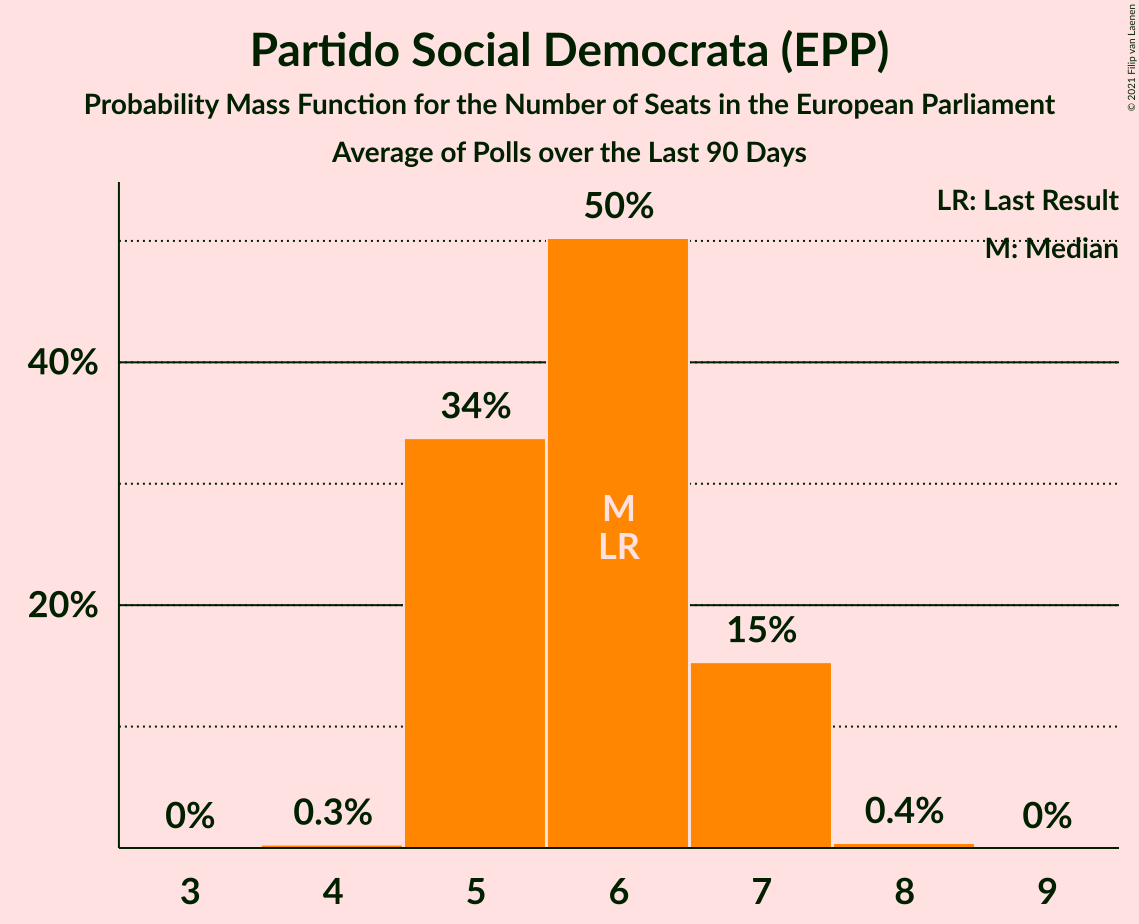 Partido Social Democrata (EPP)
Probability Mass Function for the Number of Seats in the European Parliament
Average of Polls over the Last 90 Days
© 2021 Filip van Laenen
LR: Last Result
M: Median
50%
40%
34%
M
LR
20%
15%
0%
0.3%
0.4%
0%
3
4
5
6
7
8
9